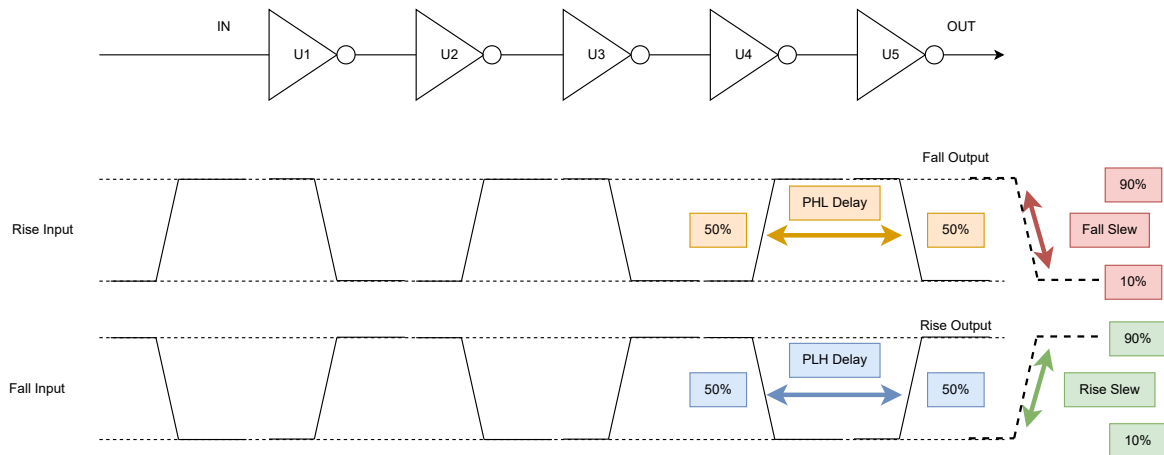 IN
OUT
U1
U2
U3
U4
U5
Fall Output
90%
PHL Delay
Rise Input
50%
50%
Fall Slew
10%
Rise Output
90%
PLH Delay
Fall Input
50%
50%
Rise Slew
10%